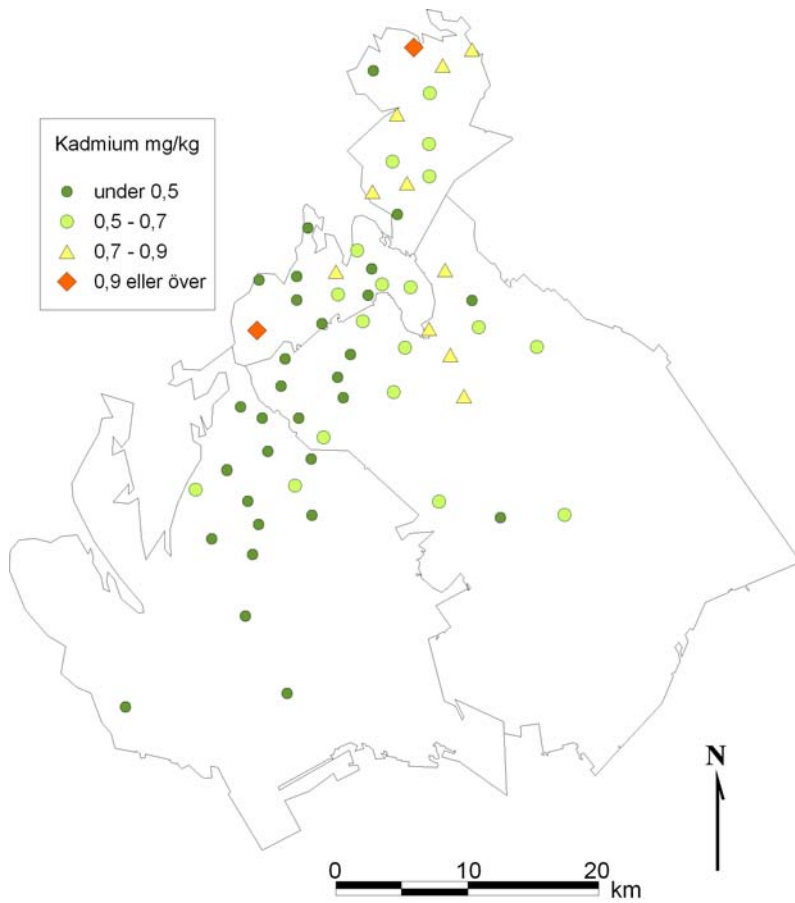 Kadmium mg/kg
under 0,5
0,5 - 0,7
0,7 - 0,9
0,9 eller över
N
0 10 20
km